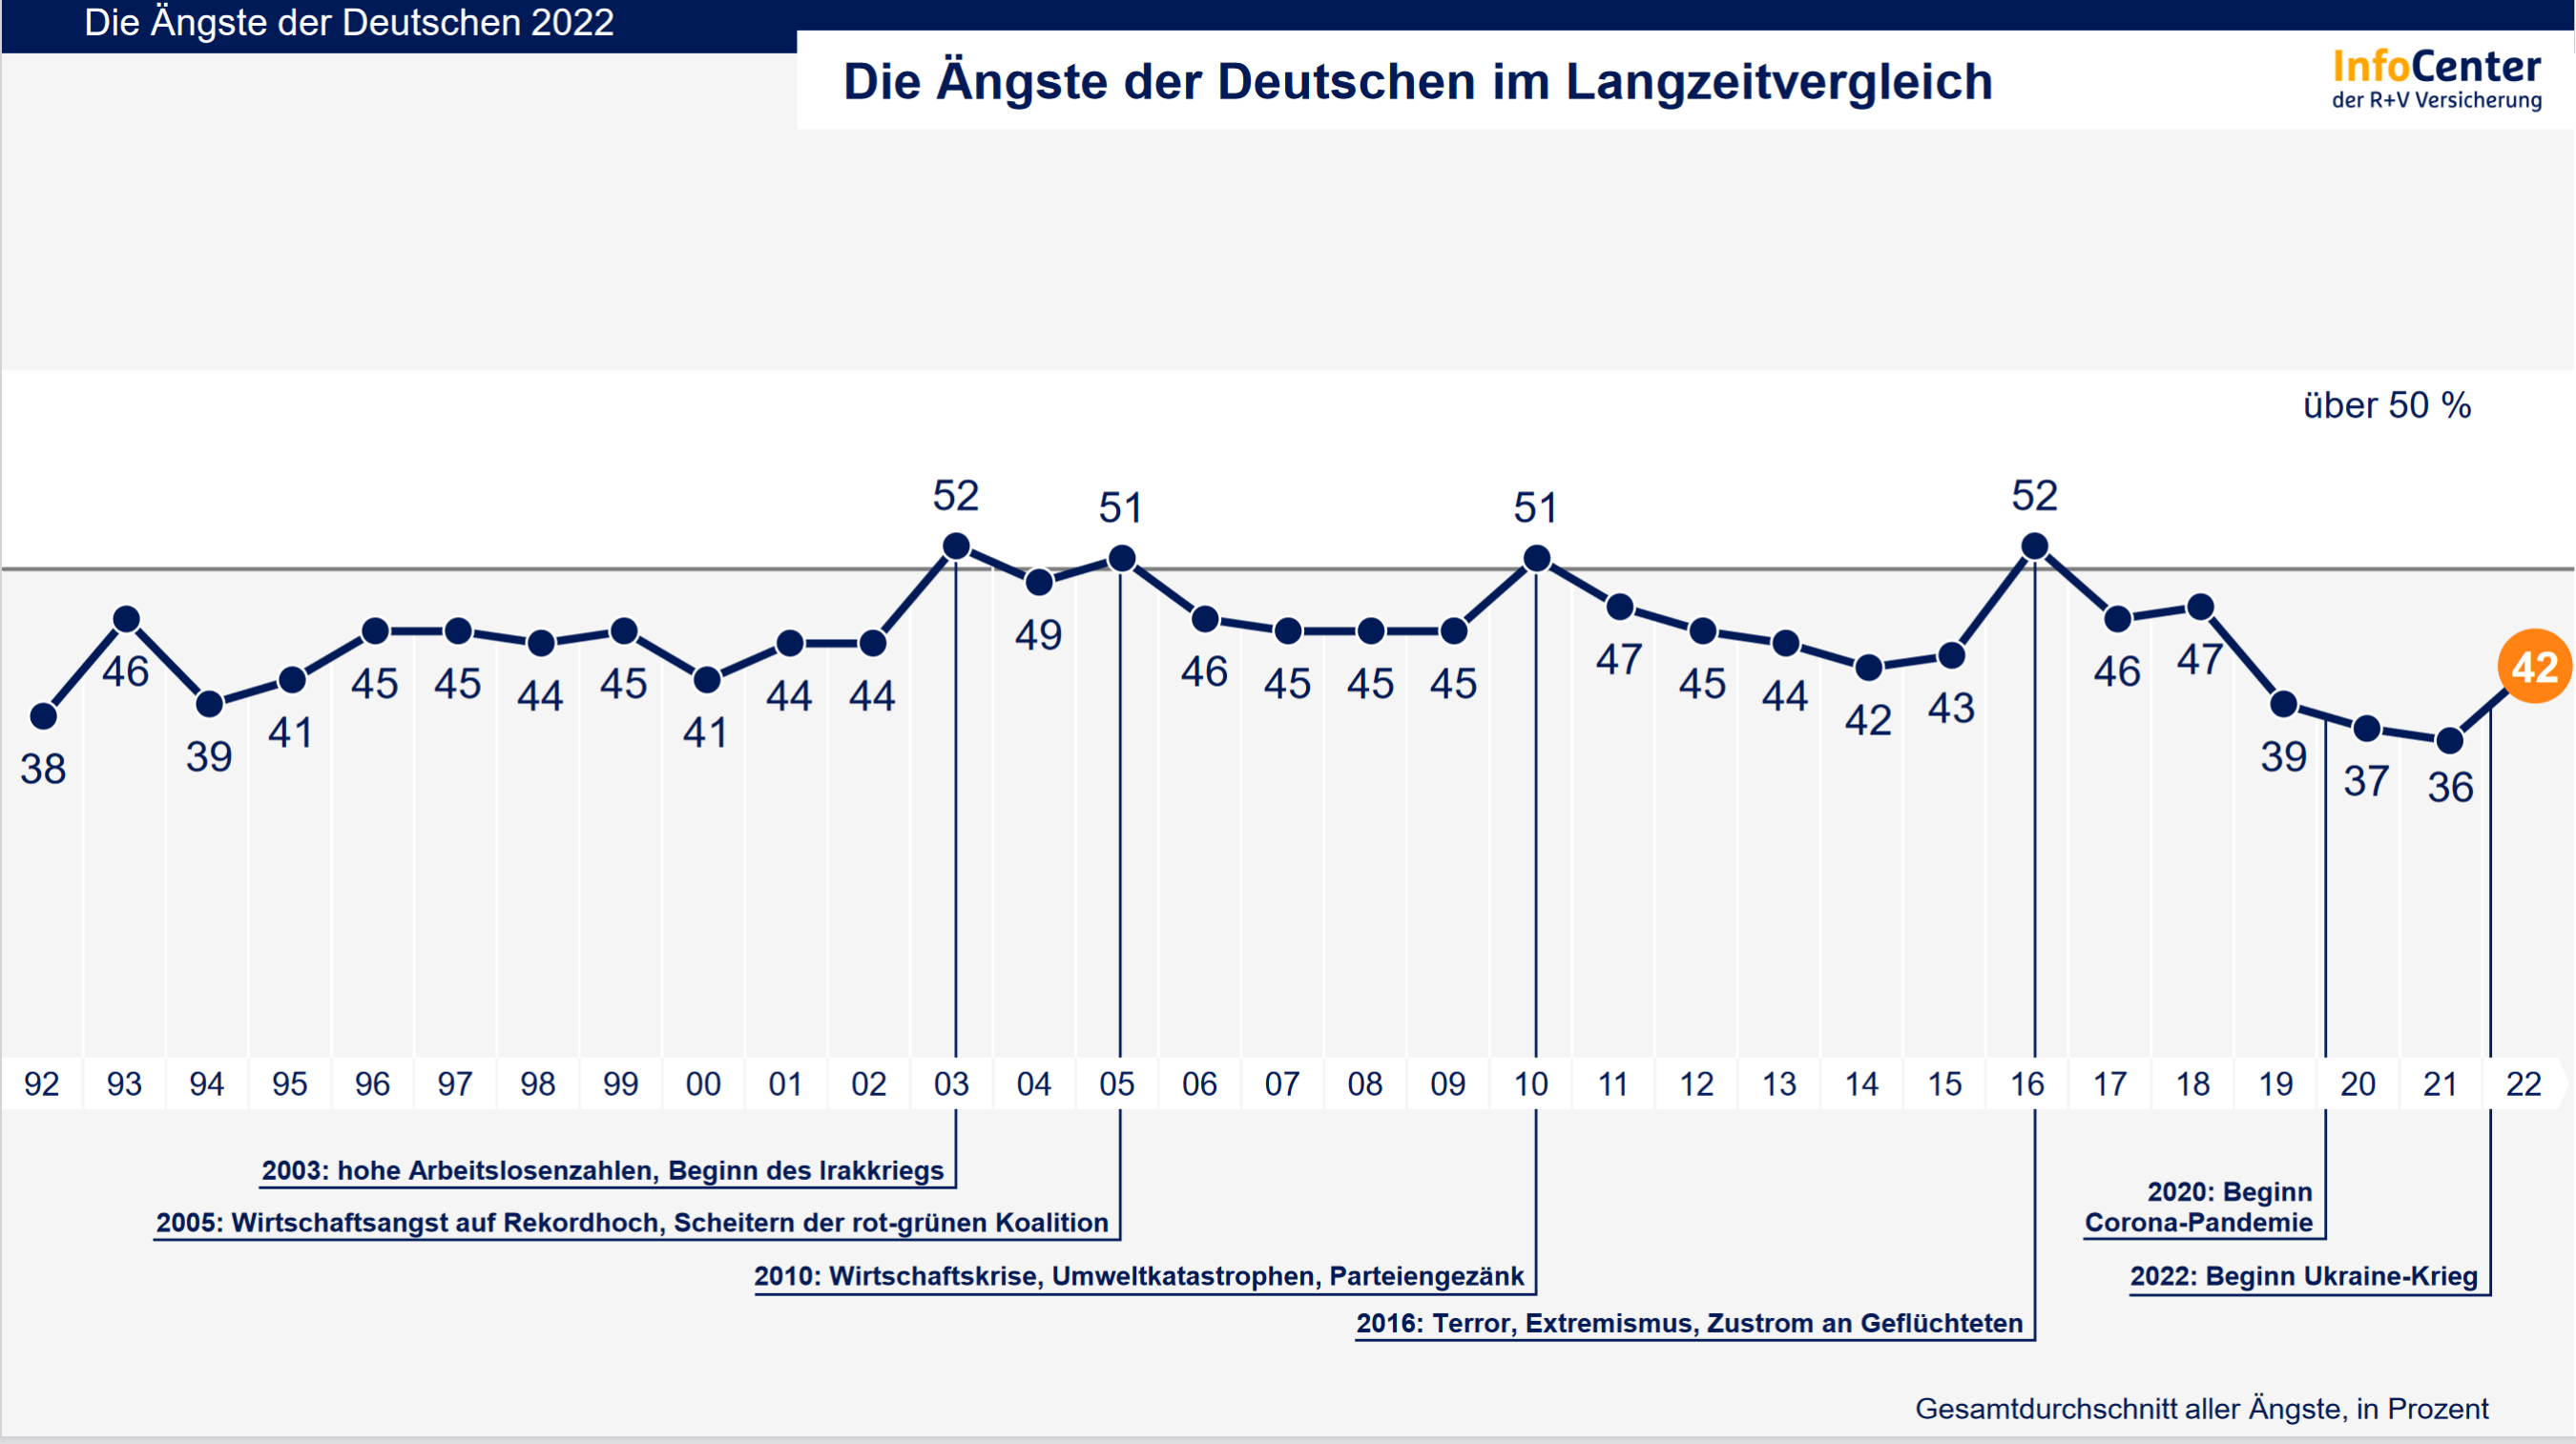 Die Ängste der Deutschen 2022
Die Ängste der Deutschen im Langzeitvergleich
InfoCenter
der R+V Versicherung
über 50 %
38 46 39 41 45 45 44 45 41 44 44 52 49 51 46 45 45 45 51 47 45 44 42 43 52 46 47 39 37 36 42
92 93 94 95 96 97 98 99 00 01 02 03 04 05 06 07 08 09 10 11 12 13 14 15 16 17 18 19 20 21 22
2003: hohe Arbeitslosenzahlen, Beginn des Irakkriegs
2005: Wirtschaftsangst auf Rekordhoch, Scheitern der rot-grünen Koalition
2010: Wirtschaftskrise, Umweltkatastrophen, Parteiengezänk
2016: Terror, Extremismus, Zustrom an Geflüchteten
2020: Beginn
Corona-Pandemie
2022: Beginn Ukraine-Krieg
Gesamtdurchschnitt aller Ängste, in Prozent